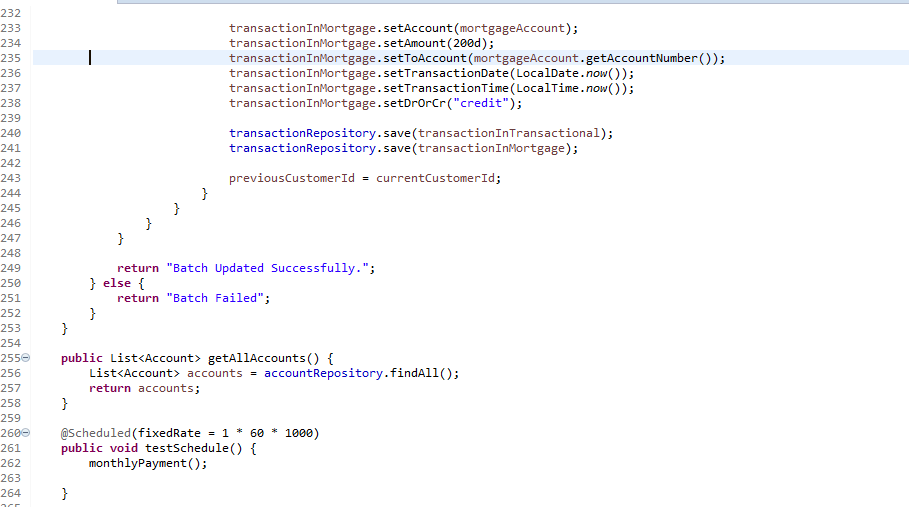 232
233 transactionInMortgage.setAccount(mortgageAccount);
234 transactionInMortgage.setAmount(200d);
235 transactionInMortgage.setToAccount(mortgageAccount.getAccountNumber());
236 transactionInMortgage.setTransactionDate(LocalDate.now());
237 transactionInMortgage.setTransactionTime(LocalTime.now());
238 transactionInMortgage.setDrOrCr("credit");
239
240 transactionRepository.save(transactionInTransactional);
241 transactionRepository.save(transactionInMortgage);
242
243 previousCustomerId = currentCustomerId;
244 }
245 }
246 }
247 }
248
249 return "Batch Updated Successfully.";
250 } else {
251 return "Batch Failed";
252 }
253 }
254
255 public List<Account> getAllAccounts() {
256 List<Account> accounts = accountRepository.findAll();
257 return accounts;
258 }
259
260 @Scheduled(fixedRate = 1 * 60 * 1000)
261 public void testSchedule() {
262 monthlyPayment();
263
264 }